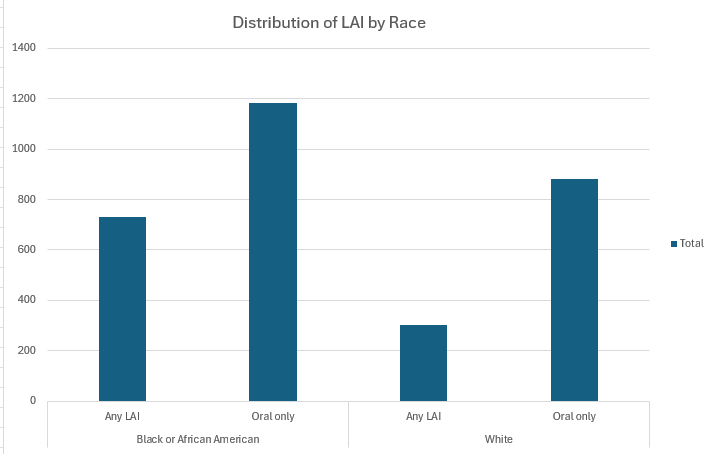 Distribution of LAI by Race
1400
1200
1000
800
600
400
200
0
Any LAI
Oral only
Any LAI
Oral only
Black or African American
White
Total